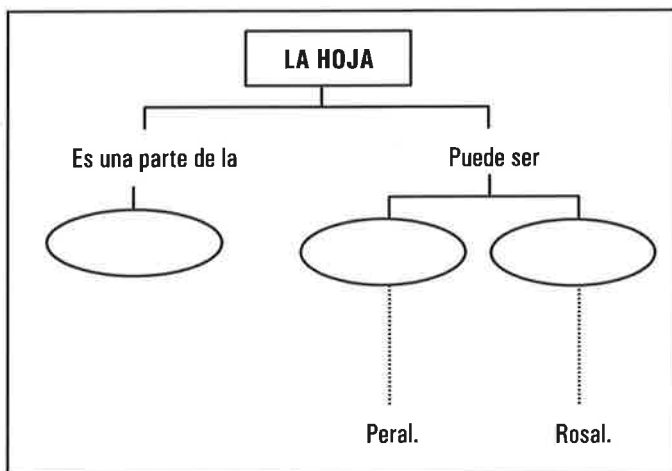 LA HOJA
Es una parte de la
Puede ser
Peral.
Rosal.